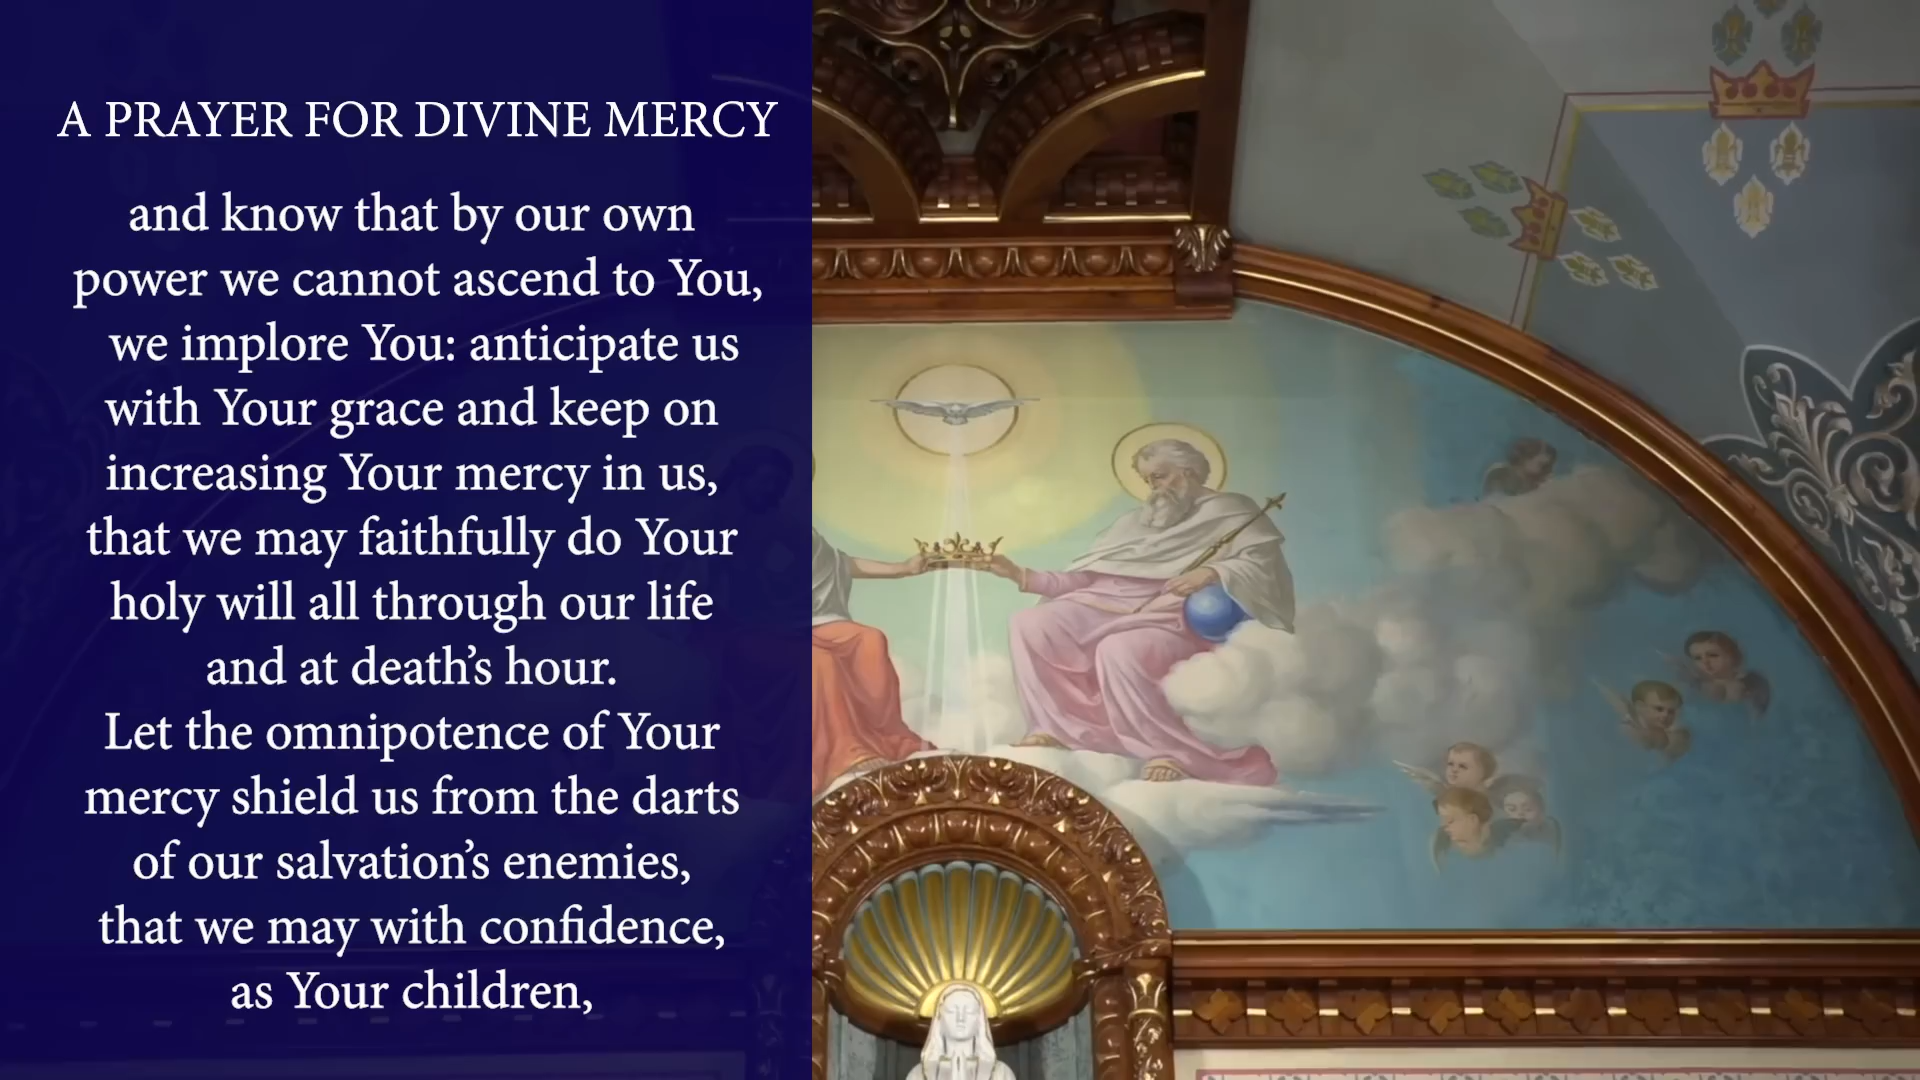 A PRAYER FOR DIVINE MERCY
and know that by our own
power we cannot ascend to You,
we implore You: anticipate us
with Your grace and keep on
increasing Your mercy in us,
that we may faithfully do Your
holy will all through our life
and at death’s hour.
Let the omnipotence of Your
mercy shield us from the darts
of our salvation’s enemies,
that we may with confidence,
as Your children,